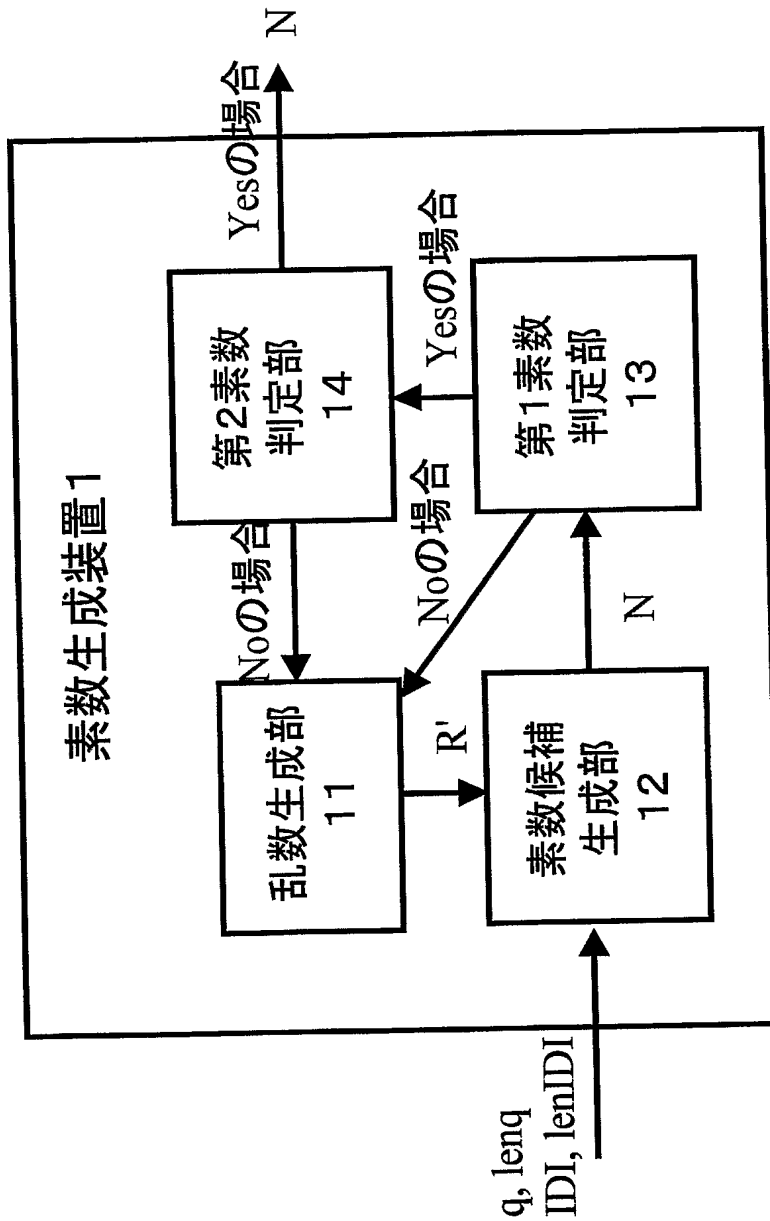 素数生成装置1
乱数生成部
11
Noの場合
第2素数
判定部
14
Yesの場合
N
R'
Noの場合
Yesの場合
q, lenq
IDI, lenIDI
素数候補
生成部
12
N
第1素数
判定部
13